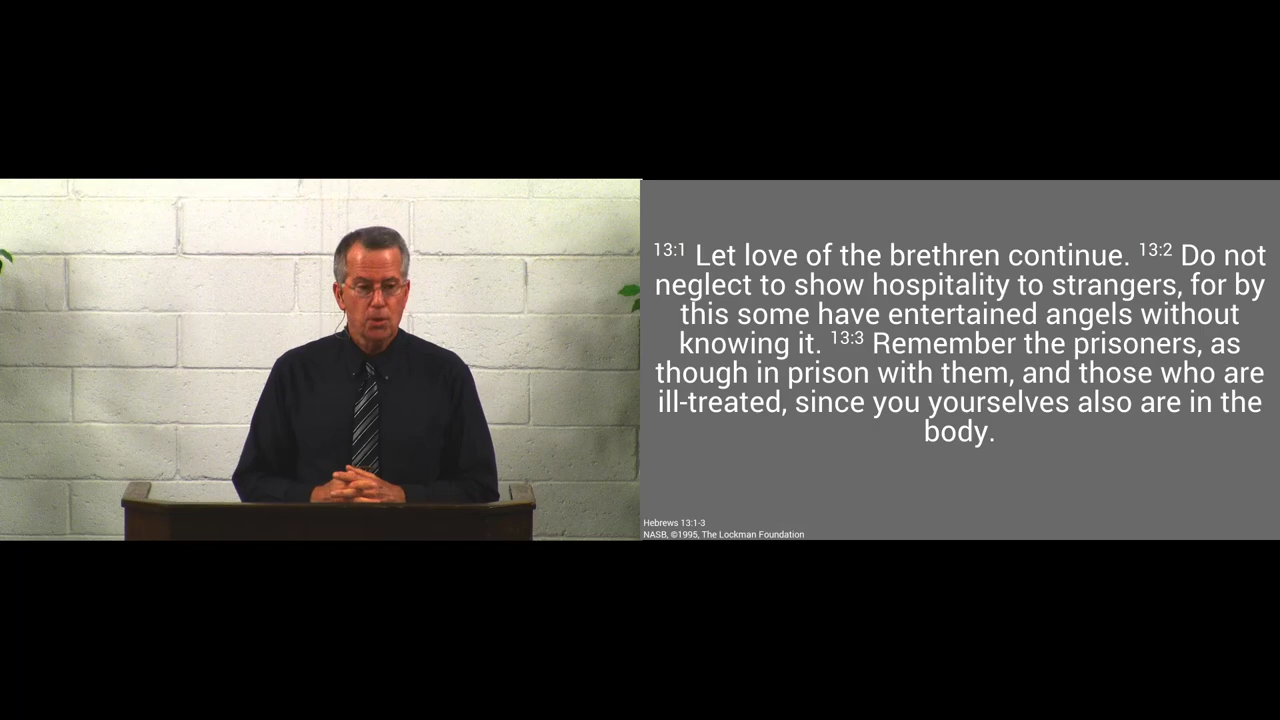 13:1 Let love of the brethren continue. 13:2 Do not
neglect to show hospitality to strangers, for by
this some have entertained angels without
knowing it. 13:3 Remember the prisoners, as
though in prison with them, and those who are
ill-treated, since you yourselves also are in the
body.
Hebrews 13:1-3
NASB, ©1995, The Lockman Foundation